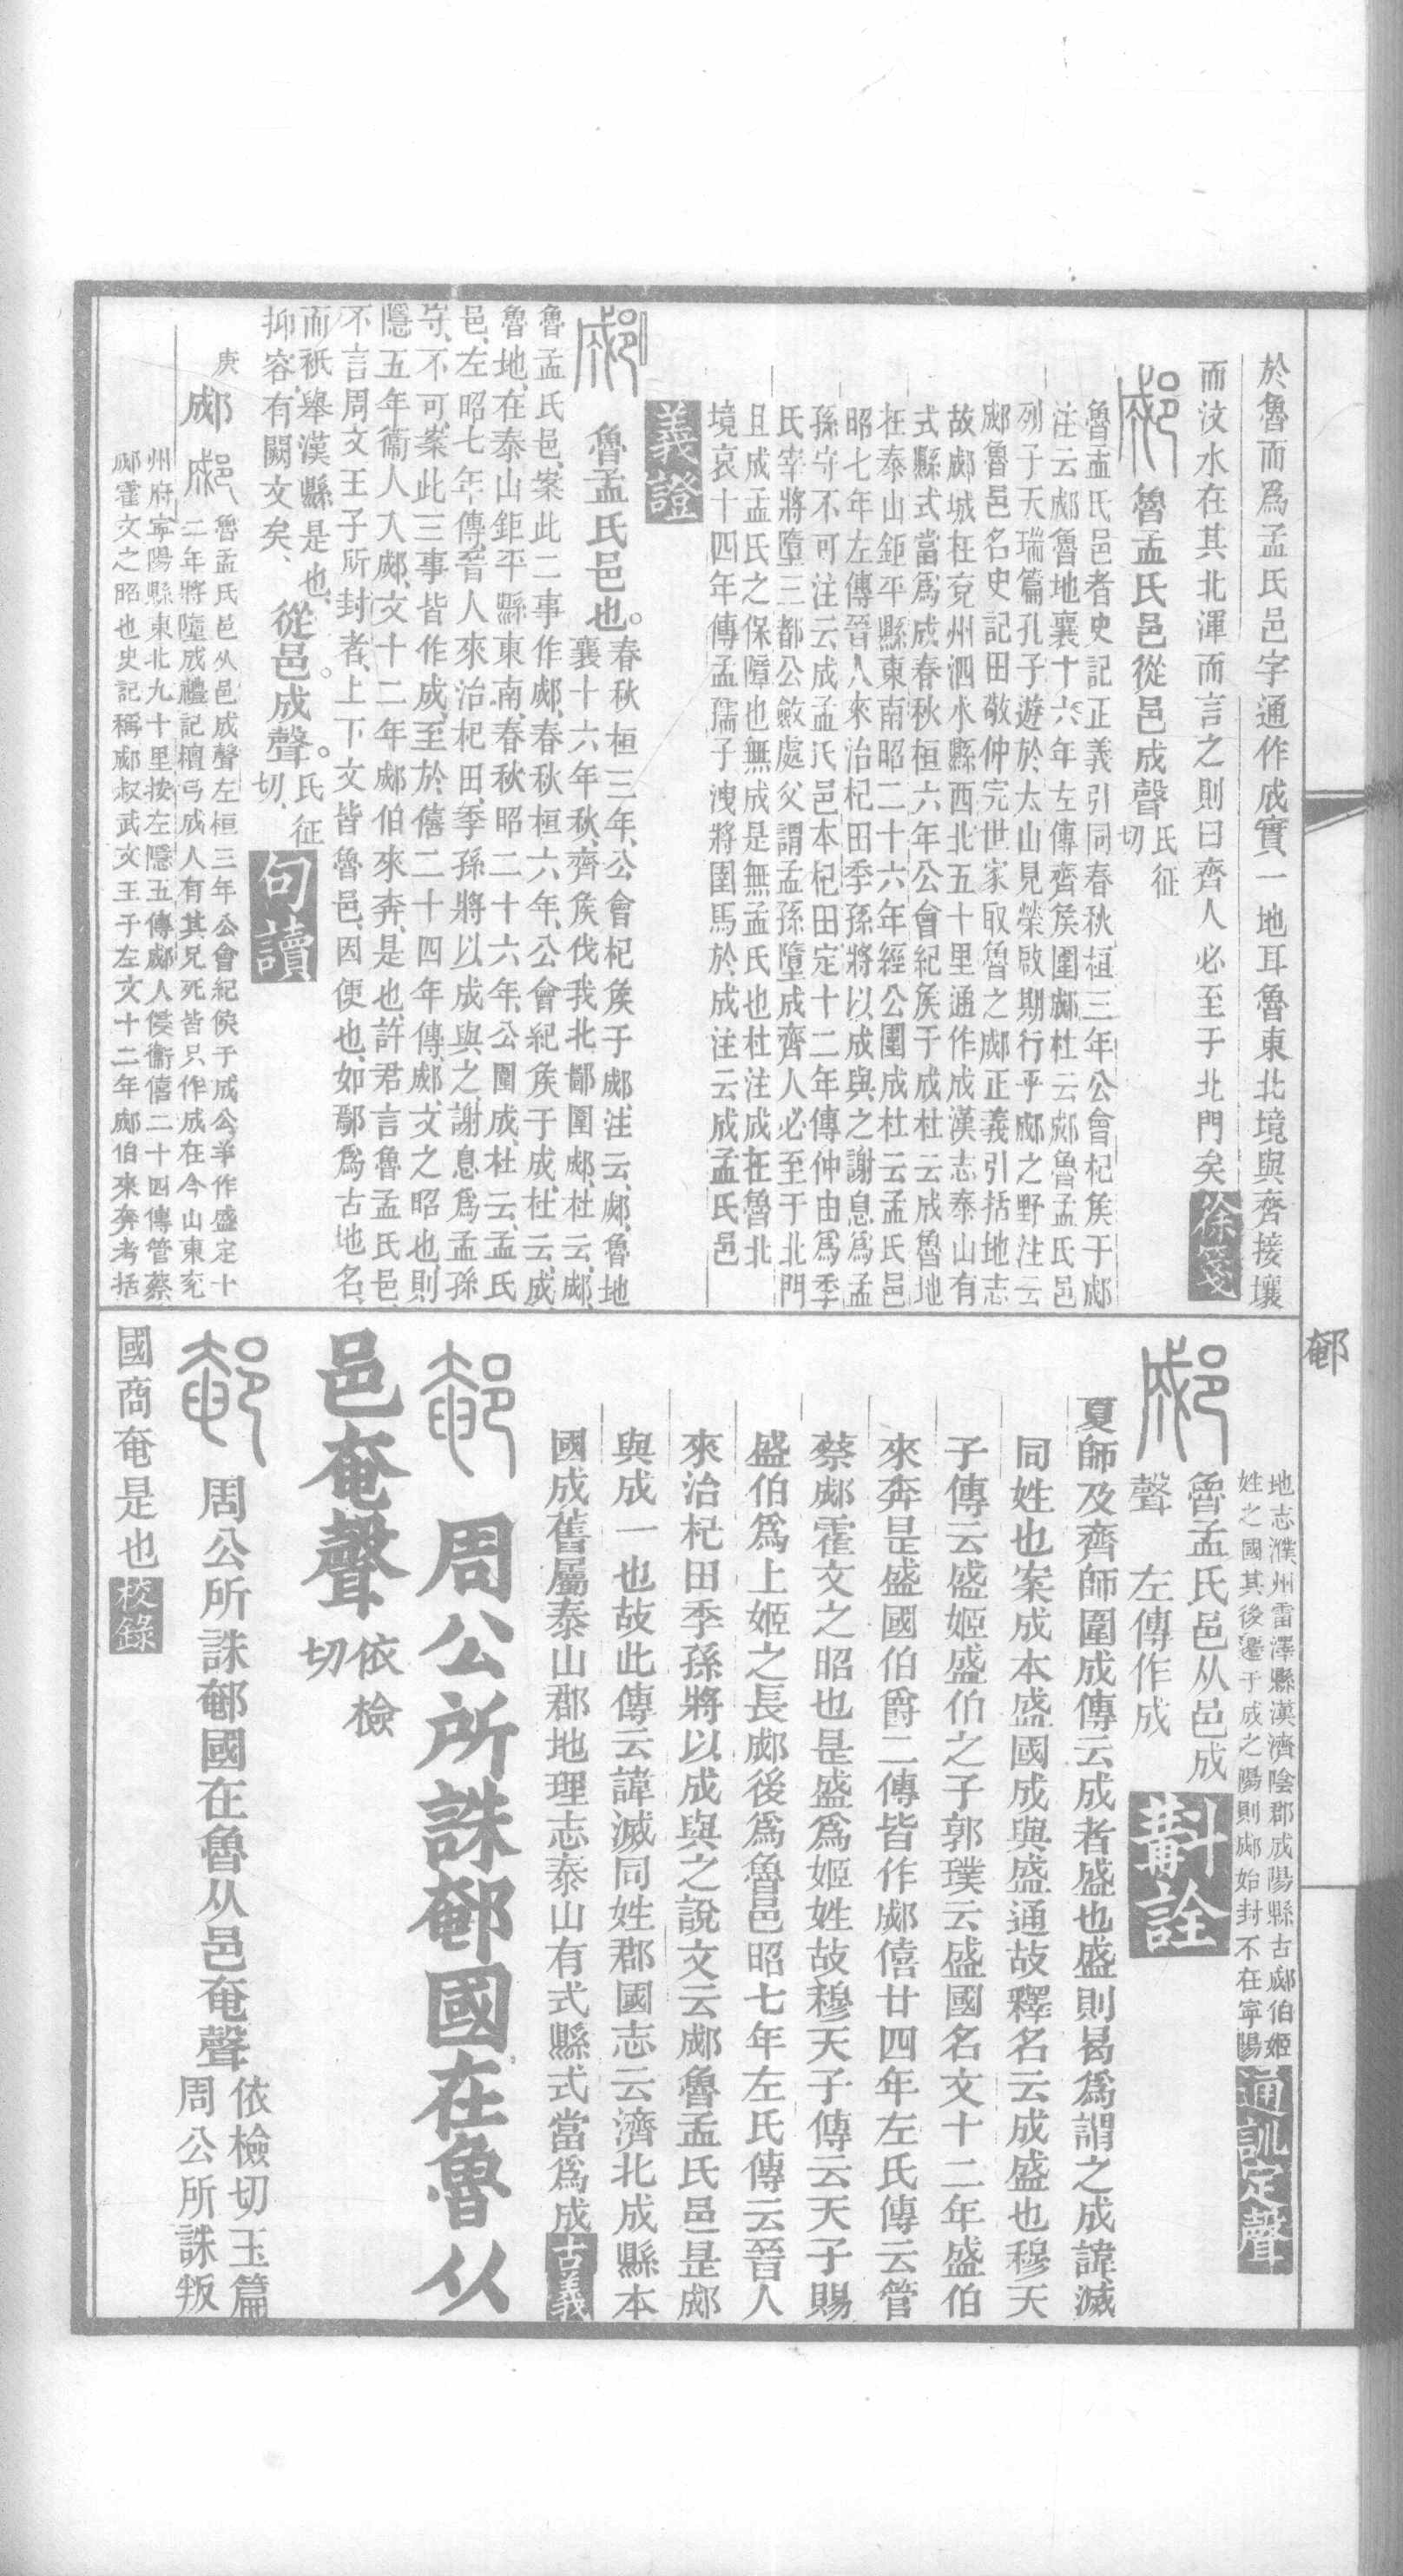 於魯而爲孟氏邑字通作成實一地耳魯東北境與齊接壤
而汶水在其北渾而言之則曰齊人必至于北門矣徐箋
郕魯孟氏邑從邑成聲氏征切
魯孟氏邑者史記正義引同春秋桓三年公會杞矦于郕
注云郕魯地襄十六年左傳齊矦圍郕杜云郕魯孟氏邑
列子天瑞篇孔子遊於太山見榮啟期行乎郕之野注云
郕魯邑名史記田敬仲完世家取魯之郕正義引括地志
故郕城在兗州泗水縣西北五十里通作成漢志泰山有
式縣式當爲成春秋桓六年公會紀矦于成杜云成魯地
在泰山鉅平縣東南昭二十六年經公圍成杜云孟氏邑
昭七年左傳晉人來治杞田季孫將以成與之謝息爲孟
孫守不可注云成孟氏邑本杞田定十二年傳仲由爲季
氏宰將墮三都公斂處父謂孟孫墮成齊人必至于北門
且成孟氏之保障也無成是無孟氏也杜注成在魯北
境哀十四年傳孟孺子洩將圉馬於成注云成孟氏邑
義證
郕魯孟氏邑也。春秋桓三年、公會杞矦于郕、注云、郕、魯地
襄十六年秋、齊矦伐我北鄙圍郕、杜云、郕、
魯孟氏邑、案此二事作郕、春秋桓六年、公會紀矦于成、杜云、成
魯地、在泰山鉅平縣東南、春秋昭二十六年、公圍成、杜云、孟氏
邑、左昭七年傳、晉人來治杞田、季孫將以成與之、謝息爲孟孫
守、不可、案此三事皆作成、至於僖二十四年傳、郕、文之昭也、則
隱五年衞人入郕、文十二年郕伯來奔、是也、許君言魯孟氏邑、
不言周文王子所封者、上下文皆魯邑、因便也、如鄅爲古地名、
而祇舉漢縣是也、
抑容有闕文矣、從邑成聲。氏征切、句讀
庚郕郕魯孟氏邑从邑成聲左桓三年公會紀侯于成公羊作盛定十
二年將墮成禮記檀弓成人有其兄死皆只作成在今山東兖
州府寧陽縣東北九十里按左隱五傳郕人侵衞僖二十四傳管蔡
郕霍文之昭也史記稱郕叔武文王子左文十二年郕伯來奔考括
地志濮州雷澤縣漢濟陰郡成陽縣古郕伯姬
姓之國其後遷于成之陽則郕始封不在寧陽通訓定聲
郕魯孟氏邑从邑成
聲 左傳作成 斠詮
夏師及齊師圍成傳云成者盛也盛則曷爲謂之成諱滅
同姓也案成本盛國成與盛通故釋名云成盛也穆天
子傳云盛姬盛伯之子郭璞云盛國名文十二年盛伯
來奔是盛國伯爵二傳皆作郕僖廿四年左氏傳云管
蔡郕霍文之昭也是盛爲姬姓故穆天子傳云天子賜
盛伯爲上姬之長郕後爲魯邑昭七年左氏傳云晉人
來治杞田季孫將以成與之說文云郕魯孟氏邑是郕
與成一也故此傳云諱滅同姓郡國志云濟北成縣本
國成舊屬泰山郡地理志泰山有式縣式當爲成古義
𨜒周公所誅𨜒國在魯从
邑奄聲依檢切
𨜒周公所誅𨜒國在魯从邑奄聲依檢切玉篇
周公所誅叛
國商奄是也校錄
𨜒